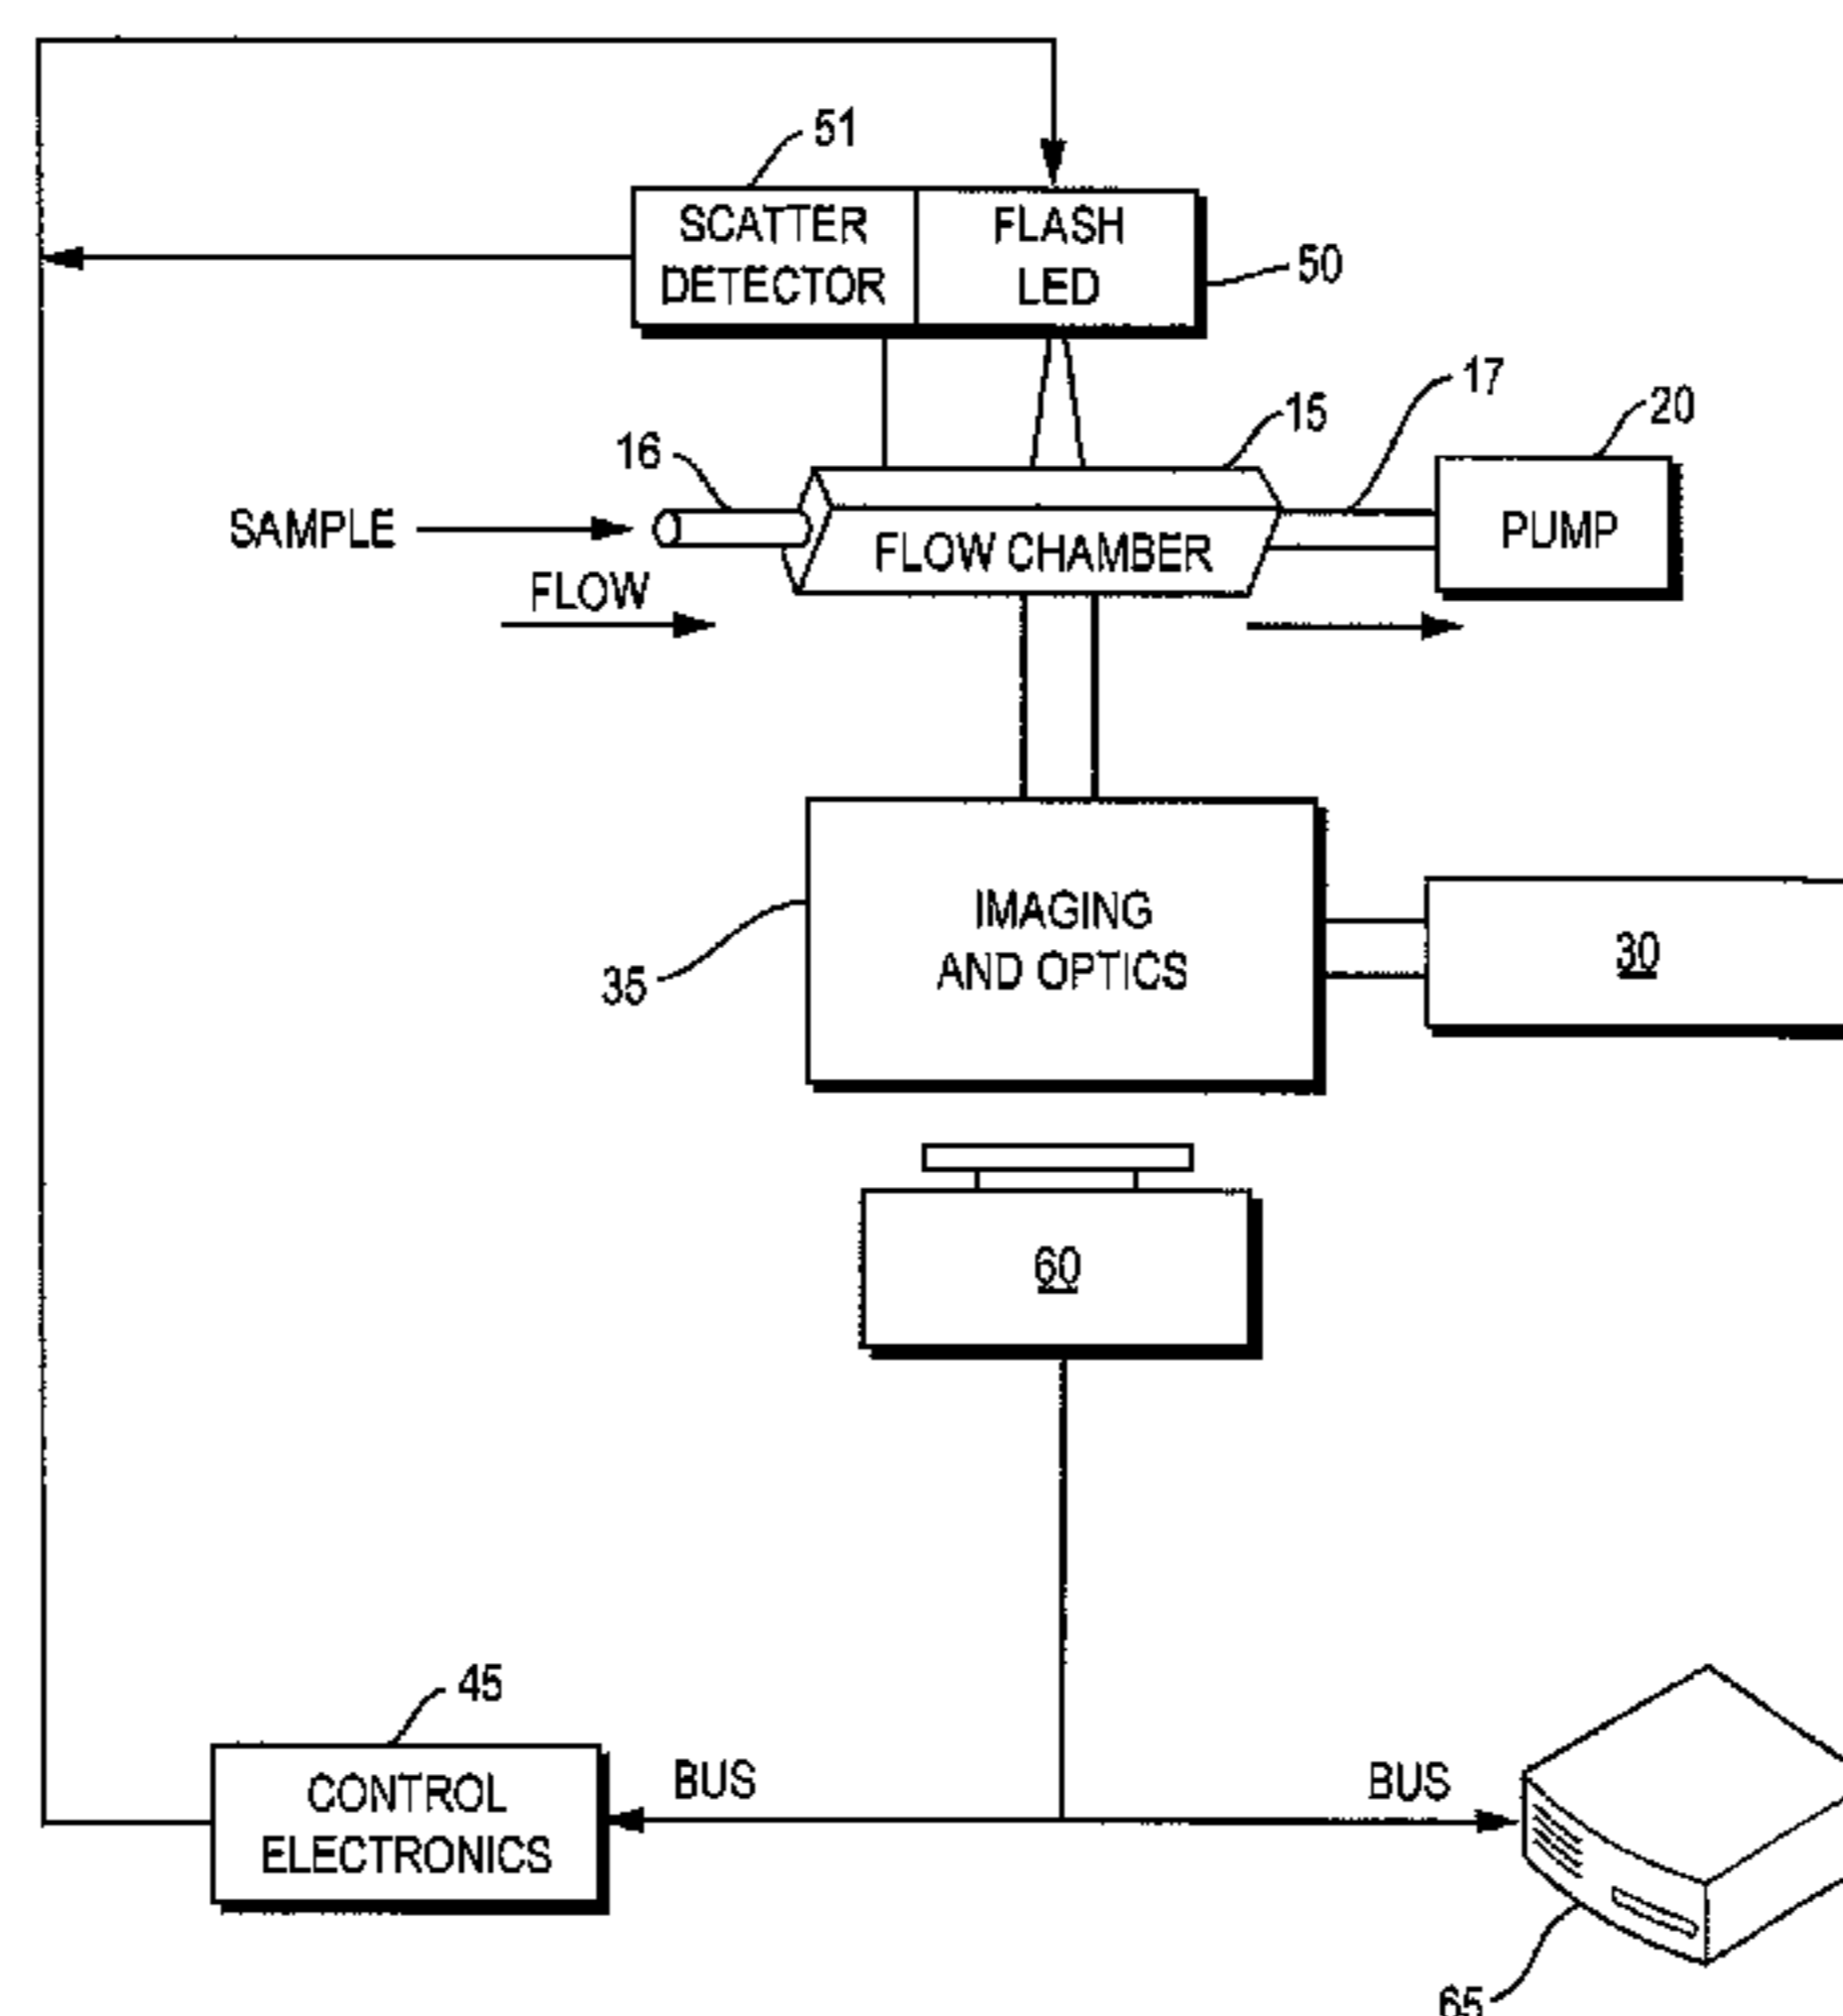 51
SCATTER
DETECTOR
FLASH
LED
50
17
15
20
16
SAMPLE
FLOW CHAMBER
PUMP
FLOW
IMAGING
AND OPTICS
30
35
60
45
CONTROL
ELECTRONICS
BUS
BUS
65